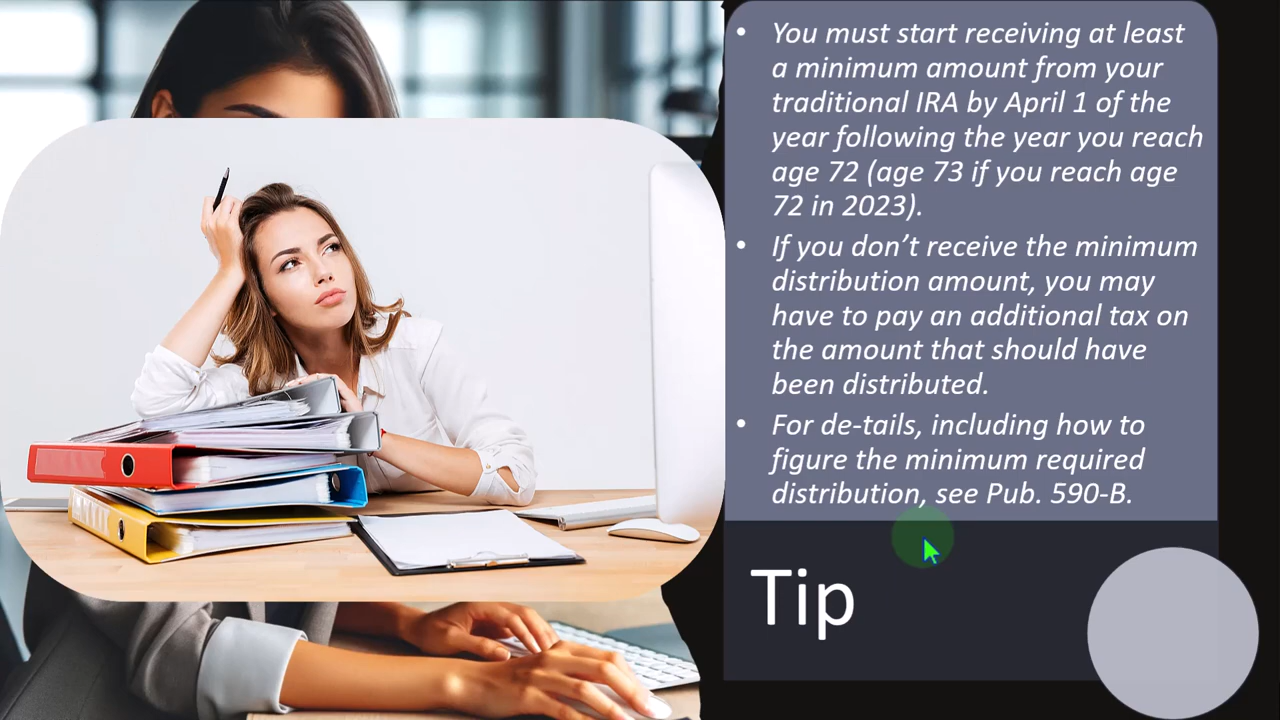 • You must start receiving at least
a minimum amount from your
traditional IRA by April 1 of the
year following the year you reach
age 72 (age 73 if you reach age
72 in 2023).
• If you don’t receive the minimum
distribution amount, you may
have to pay an additional tax on
the amount that should have
been distributed.
• For de-tails, including how to
figure the minimum required
distribution, see Pub. 590-B.
Tip